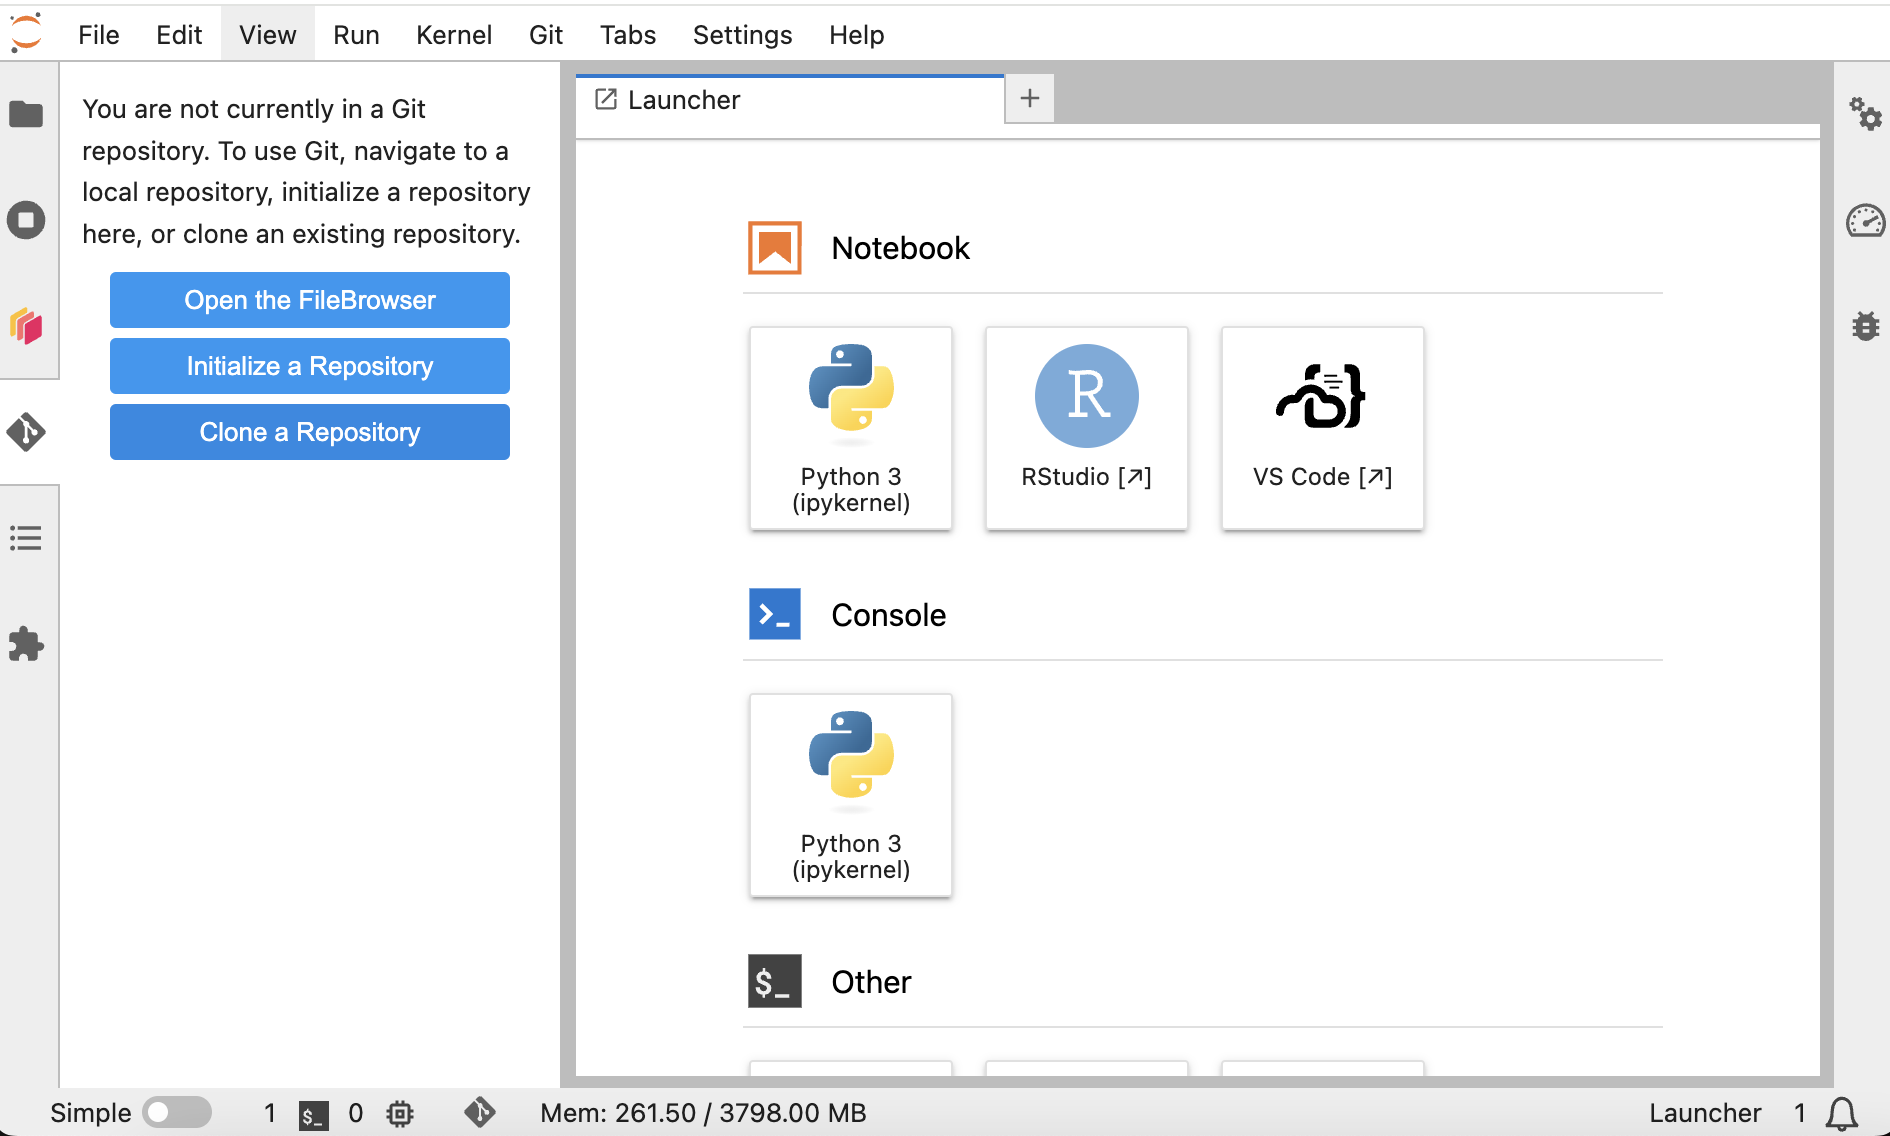 File Edit View Run Kernel Git Tabs Settings Help
You are not currently in a Git
repository. To use Git, navigate to a
local repository, initialize a repository
here, or clone an existing repository.
Open the FileBrowser
Initialize a Repository
Clone a Repository
Launcher
Notebook
Python 3
(ipykernel)
R
RStudio [↗]
VS Code [↗]
Console
Python 3
(ipykernel)
$_ Other
Simple 1 $_ 0 Mem: 261.50 / 3798.00 MB Launcher 1